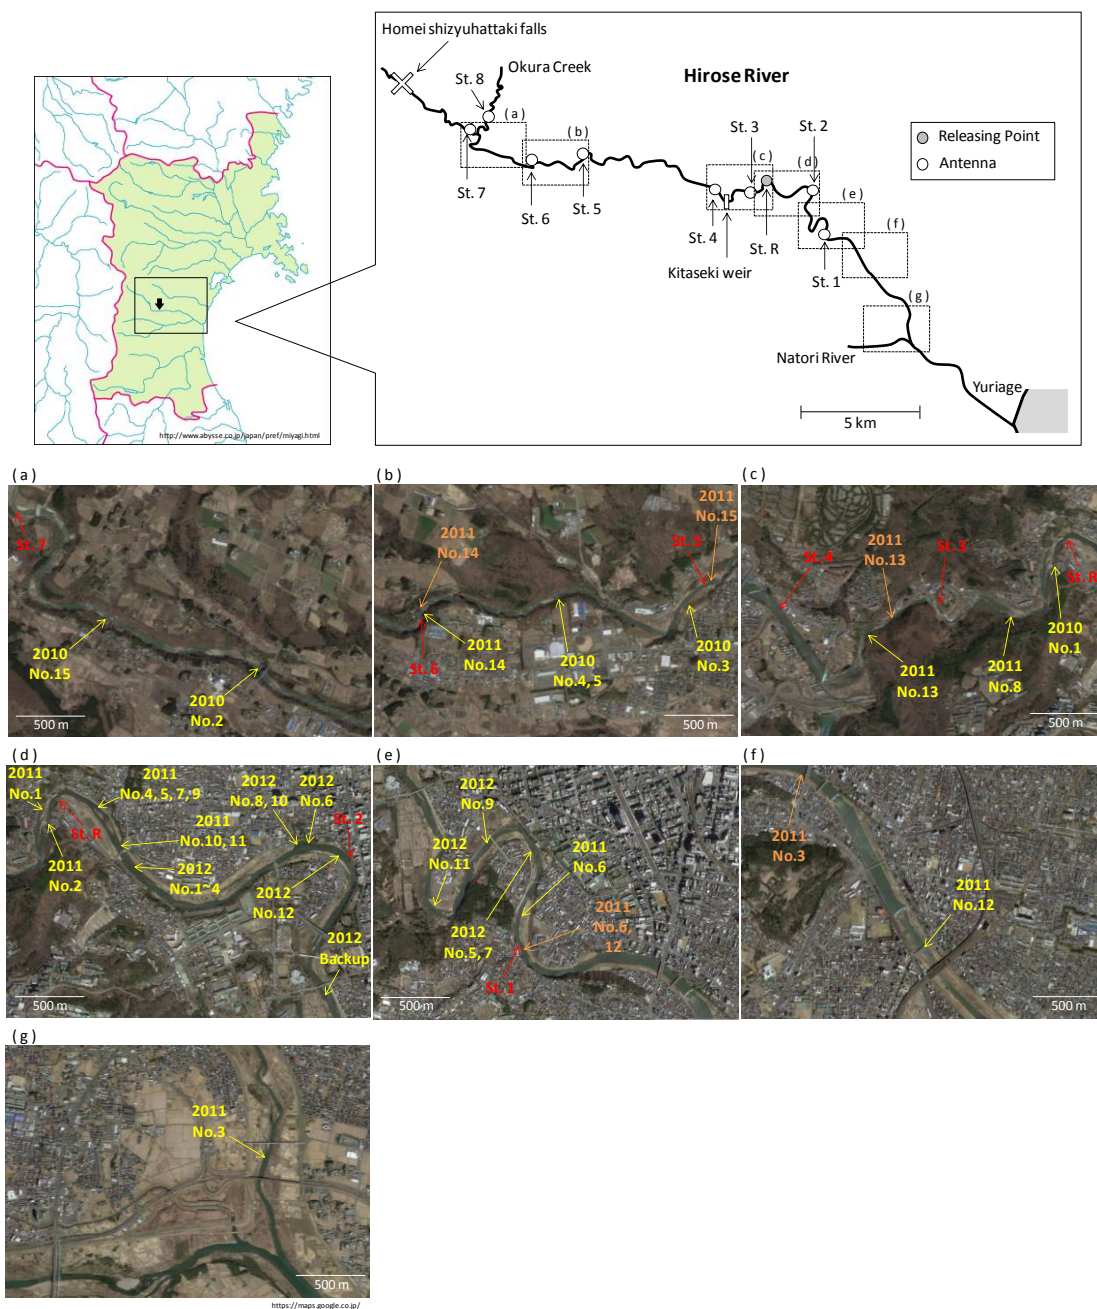 Homei shizyuhattaki falls
St. 8
Okura Creek
Hirose River
(a)
(b)
St. 7
St. 6
St. 5
St. 3
St. 2
(c)
(d)
(e)
(f)
(g)
St. 4
St. R
St. 1
Kitaseki weir
Natori River
Yuriage
5 km
Releasing Point
Antenna
http://www.abysse.co.jp/japan/pref/miyagi.html
(a)
St. 7
2010
No.15
2010
No.2
500 m
(b)
2011
No.14
2011
No.15
St. 5
St. 6
2011
No.14
2010
No.4, 5
2010
No.3
500 m
(c)
St. 4
2011
No.13
St. 3
St. R
2011
No.13
2011
No.8
2010
No.1
500 m
(d)
2011
No.1
2011
No.4, 5, 7, 9
2012
No.8, 10
2012
No.6
St. 2
St. R
2011
No.10, 11
2011
No.2
2012
No.1~4
2012
No.12
2012
Backup
500 m
(e)
2012
No.9
2012
No.11
2011
No.6
2012
No.5, 7
2011
No.6,
12
St. 1
500 m
(f)
2011
No.3
2011
No.12
500 m
(g)
2011
No.3
500 m
https://maps.google.co.jp/